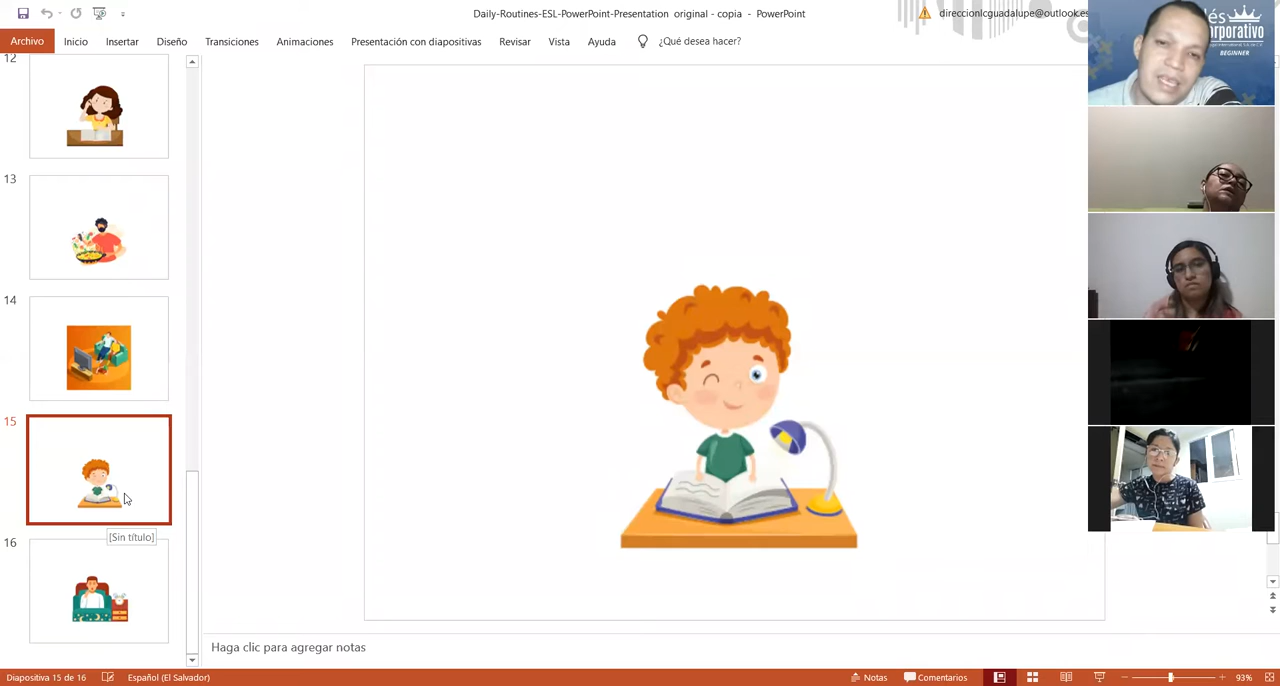 Daily-Routines-ESL-PowerPoint-Presentation original - copia - PowerPoint
direccionlcguadalupe@outlook.es
Archivo Inicio Insertar Diseño Transiciones Animaciones Presentación con diapositivas Revisar Vista Ayuda ¿Qué desea hacer?
lés
rporativo
BEGINNER
12
13
14
15
[Sin título]
16
Haga clic para agregar notas
Diapositiva 15 de 16 Español (El Salvador) Notas Comentarios 93%